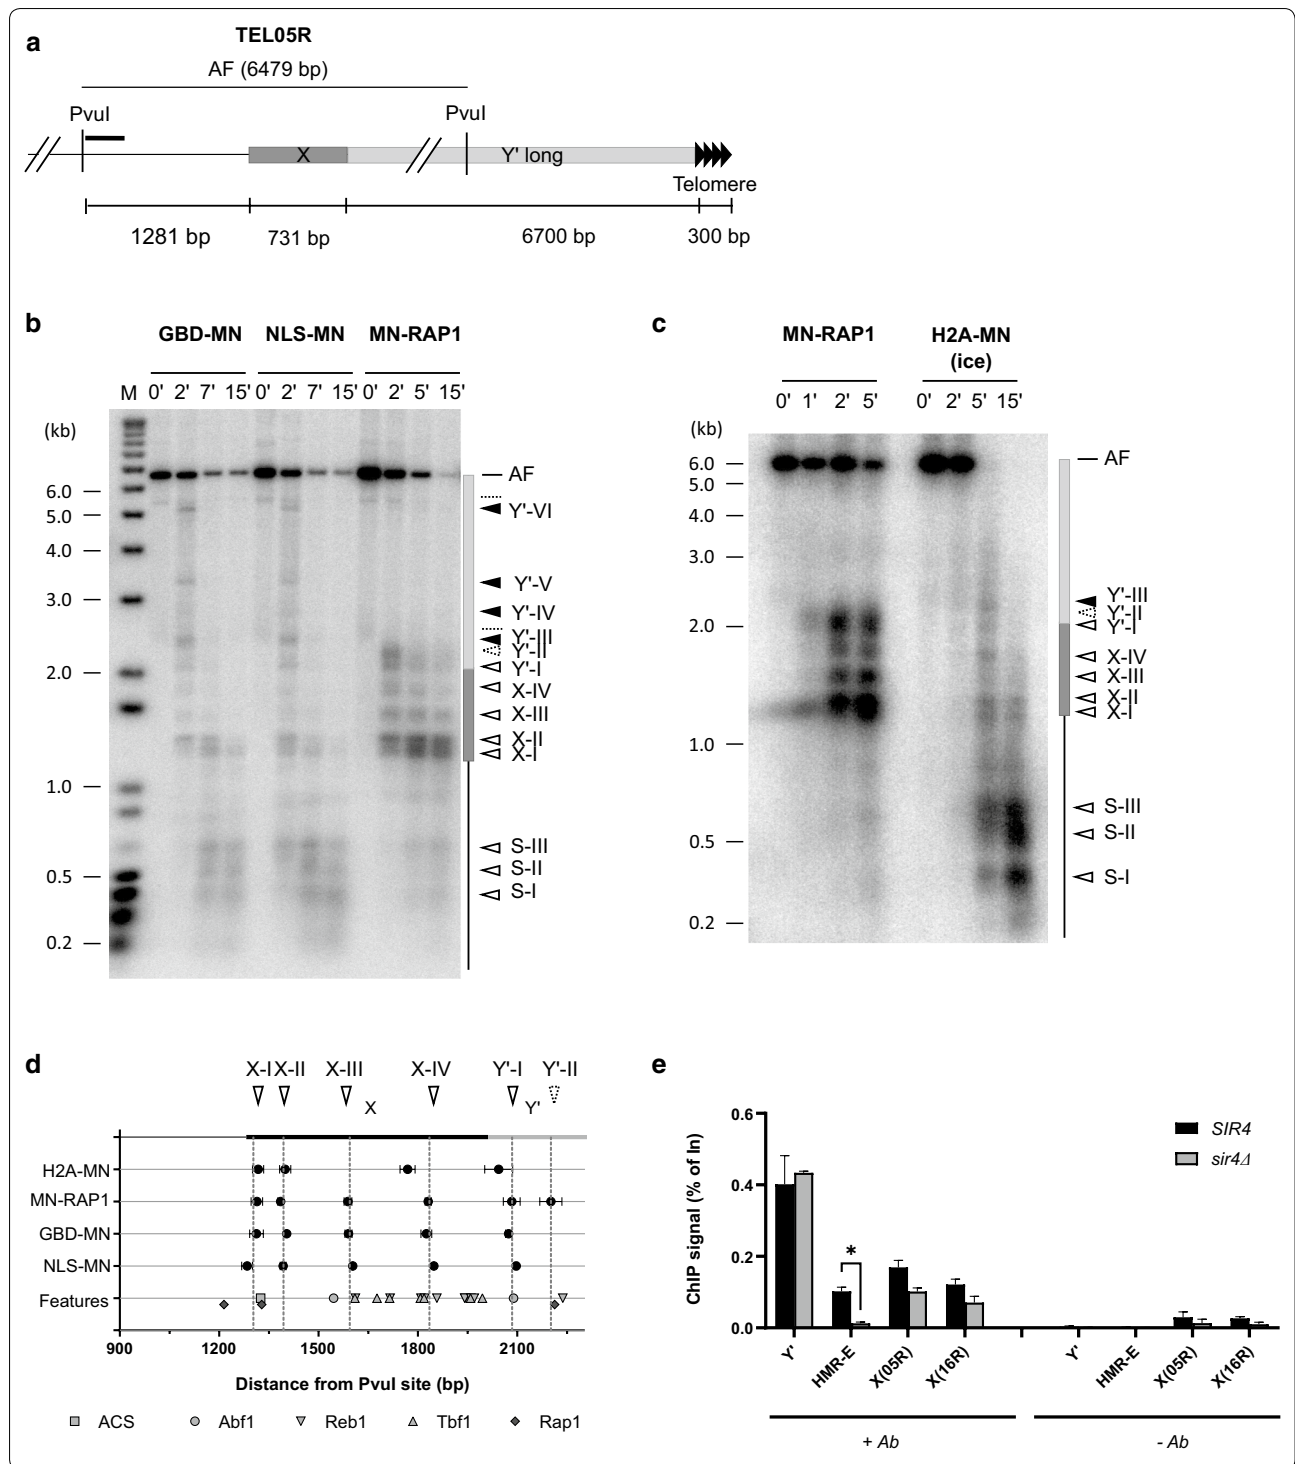 a
TEL05R
AF (6479 bp)
PvuI
PvuI
X
Y' long
Telomere
1281 bp
731 bp
6700 bp
300 bp
b
GBD-MN
NLS-MN
MN-RAP1
M
0' 2' 7' 15'
0' 2' 7' 15'
0' 2' 5' 15'
(kb)
6.0
5.0
4.0
3.0
2.0
1.0
0.5
0.2
AF
Y'-VI
Y'-V
Y'-IV
Y'-III
Y'-II
Y'-I
X-IV
X-III
X-II
X-I
S-III
S-II
S-I
c
MN-RAP1
H2A-MN
(ice)
0' 1' 2' 5'
0' 2' 5' 15'
(kb)
6.0
5.0
4.0
3.0
2.0
1.0
0.5
0.2
AF
Y'-III
Y'-II
Y'-I
X-IV
X-III
X-II
X-I
S-III
S-II
S-I
d
X-I X-II X-III X-IV Y'-I Y'-II
X
Y'
H2A-MN
MN-RAP1
GBD-MN
NLS-MN
Features
900 1200 1500 1800 2100
Distance from PvuI site (bp)
ACS Abf1 Reb1 Tbf1 Rap1
e
ChIP signal (% of In)
0.6
0.4
0.2
0.0
*
SIR4
sir4Δ
Y'
HMR-E
X(05R)
X(16R)
Y'
HMR-E
X(05R)
X(16R)
+ Ab
- Ab